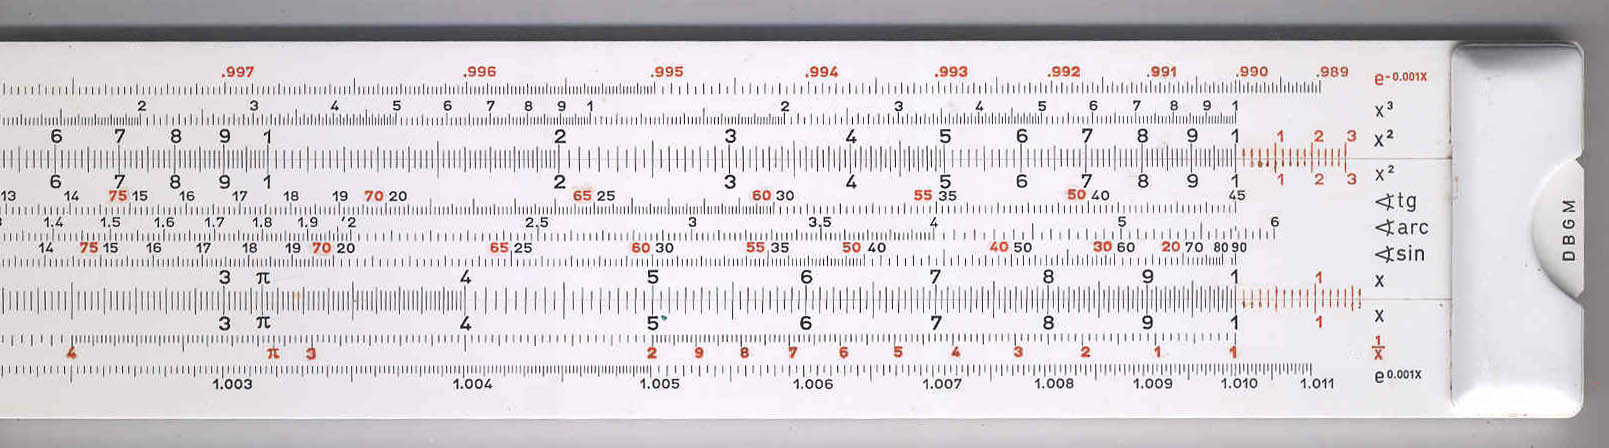 .997 .996 .995 .994 .993 .992 .991 .990 .989 e-0.001x
2 3 4 5 6 7 8 9 1 2 3 4 5 6 7 8 9 1 x3
6 7 8 9 1 2 3 4 5 6 7 8 9 1 1 2 3 x2
6 7 8 9 1 2 3 4 5 6 7 8 9 1 1 2 3 x2
13 14 75 15 16 17 18 19 70 20 65 25 60 30 55 35 50 40 45 ∢tg
1.4 1.5 1.6 1.7 1.8 1.9 2 2.5 3 3.5 4 5 6 ∢arc
14 75 15 16 17 18 19 70 20 65 25 60 30 55 35 50 40 40 50 30 60 20 70 80 90 ∢sin
3 π 4 5 6 7 8 9 1 1 x
3 π 4 5 6 7 8 9 1 1 x
4 π 3 2 9 8 7 6 5 4 3 2 1 1 1/x
1.003 1.004 1.005 1.006 1.007 1.008 1.009 1.010 1.011 e0.001x
DBGM